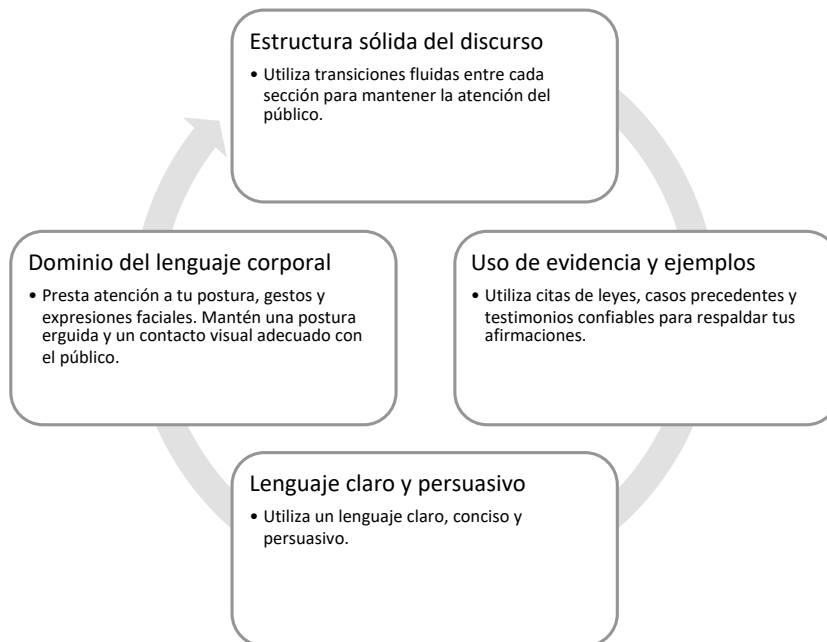 Estructura sólida del discurso
• Utiliza transiciones fluidas entre cada
sección para mantener la atención del
público.
Uso de evidencia y ejemplos
• Utiliza citas de leyes, casos precedentes y
testimonios confiables para respaldar tus
afirmaciones.
Lenguaje claro y persuasivo
• Utiliza un lenguaje claro, conciso y
persuasivo.
Dominio del lenguaje corporal
• Presta atención a tu postura, gestos y
expresiones faciales. Mantén una postura
erguida y un contacto visual adecuado con
el público.